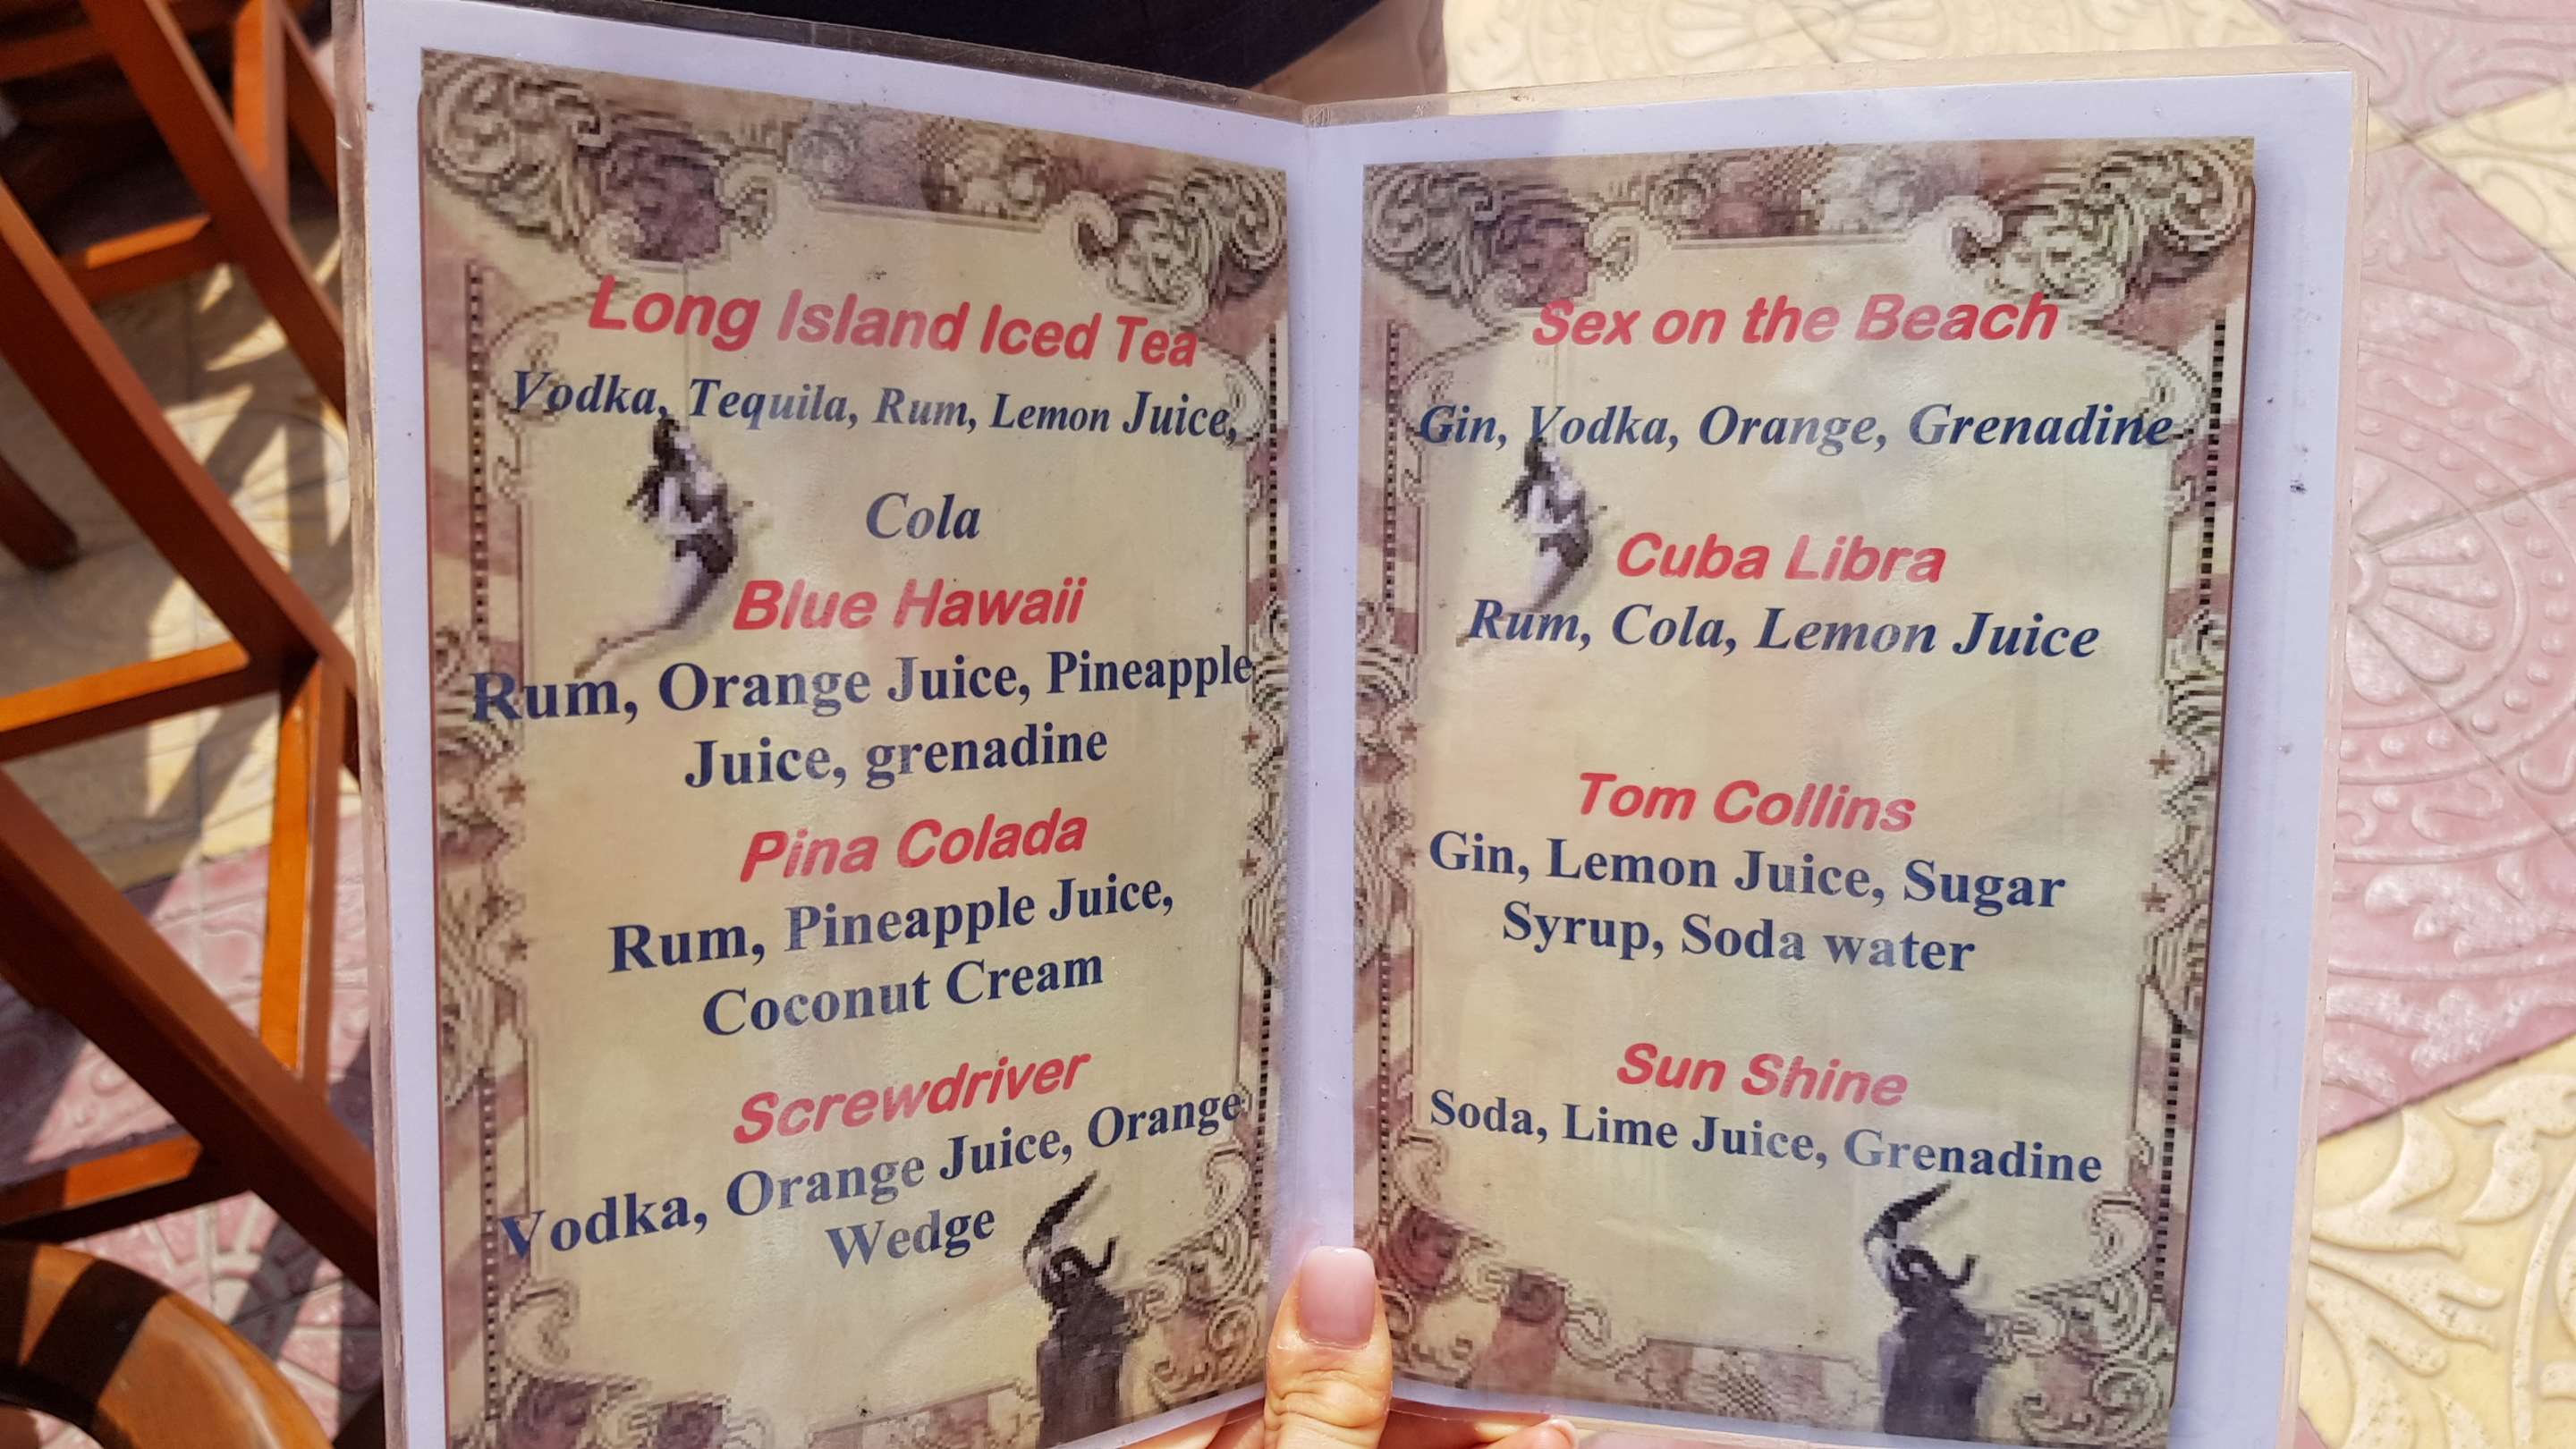 Long Island Iced Tea
Vodka, Tequila, Rum, Lemon Juice,
Cola
Blue Hawaii
Rum, Orange Juice, Pineapple
Juice, grenadine
Pina Colada
Rum, Pineapple Juice,
Coconut Cream
Screwdriver
Vodka, Orange Juice, Orange
Wedge
Sex on the Beach
Gin, Vodka, Orange, Grenadine
Cuba Libra
Rum, Cola, Lemon Juice
Tom Collins
Gin, Lemon Juice, Sugar
Syrup, Soda water
Sun Shine
Soda, Lime Juice, Grenadine